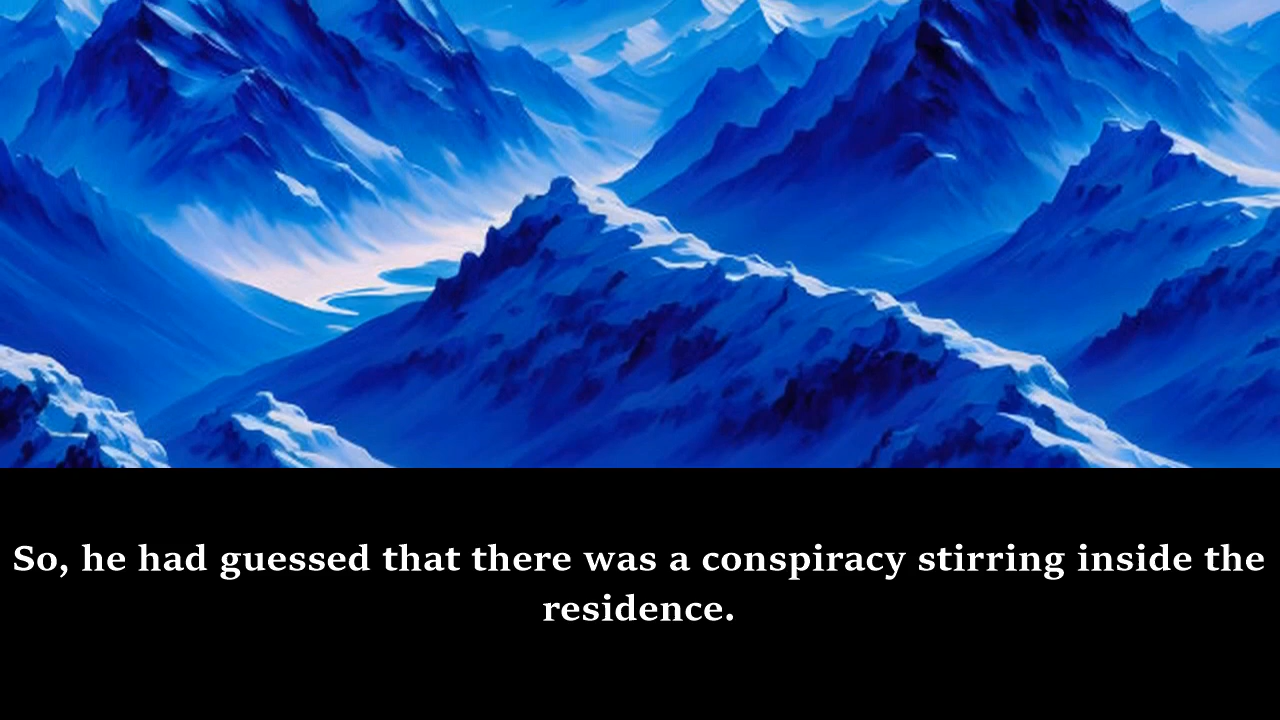 So, he had guessed that there was a conspiracy stirring inside the
residence.